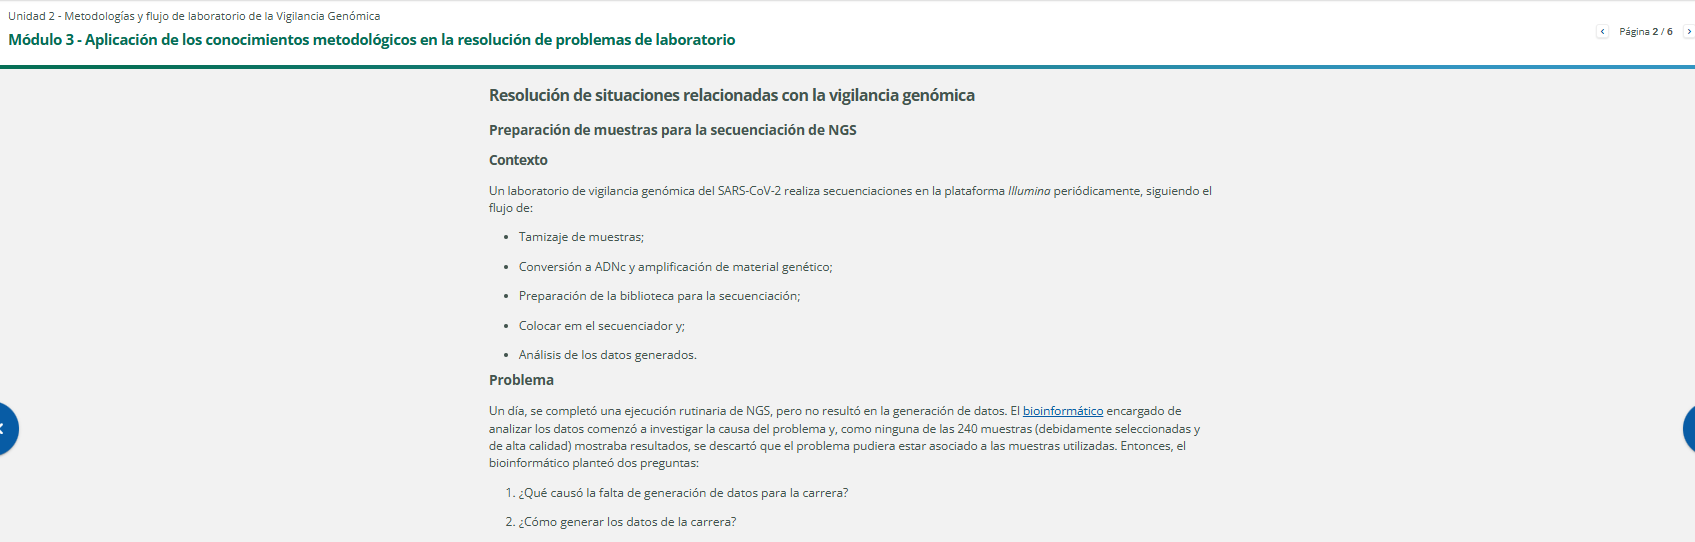 Unidad 2 - Metodologías y flujo de laboratorio de la Vigilancia Genómica
Módulo 3 - Aplicación de los conocimientos metodológicos en la resolución de problemas de laboratorio
Página 2 / 6
Resolución de situaciones relacionadas con la vigilancia genómica
Preparación de muestras para la secuenciación de NGS
Contexto
Un laboratorio de vigilancia genómica del SARS-CoV-2 realiza secuenciaciones en la plataforma Illumina periódicamente, siguiendo el
flujo de:
• Tamizaje de muestras;
• Conversión a ADNc y amplificación de material genético;
• Preparación de la biblioteca para la secuenciación;
• Colocar em el secuenciador y;
• Análisis de los datos generados.
Problema
Un día, se completó una ejecución rutinaria de NGS, pero no resultó en la generación de datos. El bioinformático encargado de
analizar los datos comenzó a investigar la causa del problema y, como ninguna de las 240 muestras (debidamente seleccionadas y
de alta calidad) mostraba resultados, se descartó que el problema pudiera estar asociado a las muestras utilizadas. Entonces, el
bioinformático planteó dos preguntas:
1. ¿Qué causó la falta de generación de datos para la carrera?
2. ¿Cómo generar los datos de la carrera?